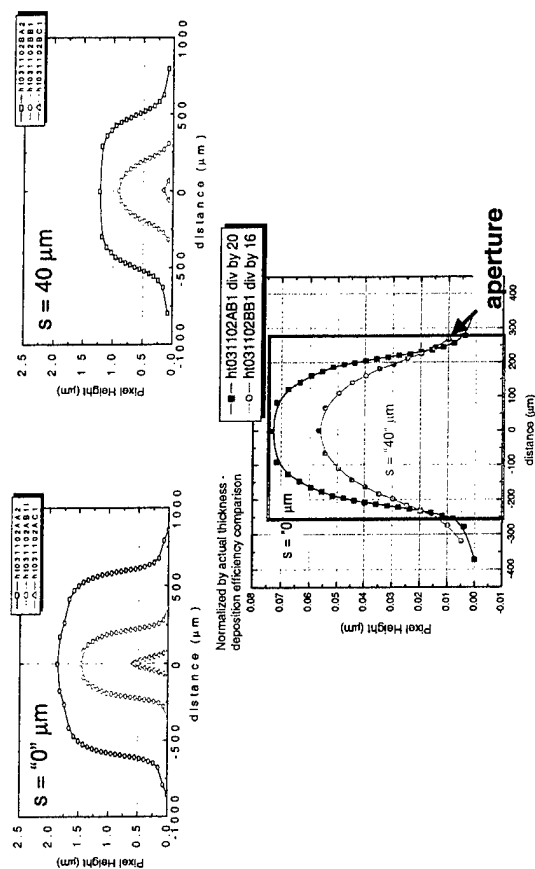 s = "0" µm
ht031102AA2
ht031102AB1
ht031102AC1
Pixel Height (µm)
2.5
2.0
1.5
1.0
0.5
0.0
-1000
-500
0
500
1000
distance (µm)
s = 40 µm
ht031102BA2
ht031102BB1
ht031102BC1
Pixel Height (µm)
2.5
2.0
1.5
1.0
0.5
0.0
-1000
-500
0
500
1000
distance (µm)
Normalized by actual thickness -
deposition efficiency comparison
ht031102AB1 div by 20
ht031102BB1 div by 16
Pixel Height (µm)
0.08
0.07
0.06
0.05
0.04
0.03
0.02
0.01
0.00
-0.01
s = "0" µm
s = "40" µm
-400
-300
-200
-100
0
100
200
300
400
distance (µm)
aperture